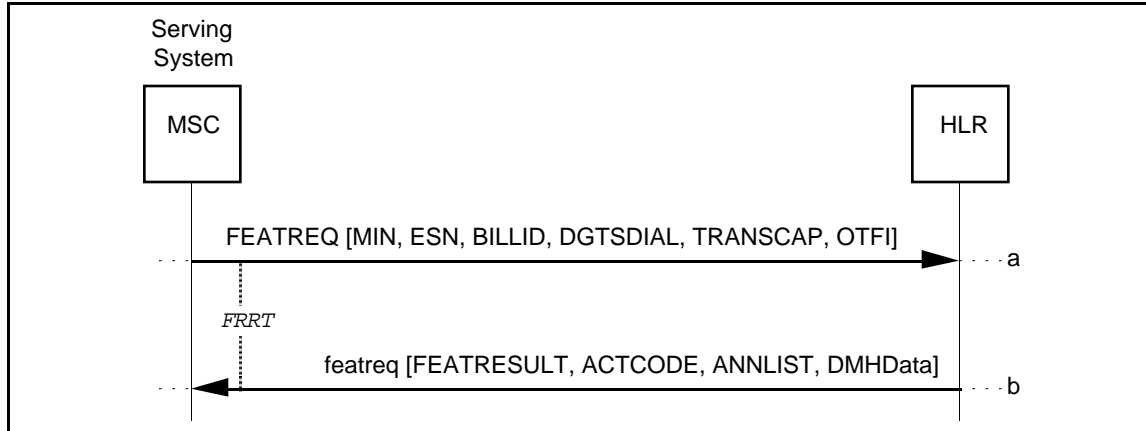 Serving
System
MSC
HLR
FEATREQ [MIN, ESN, BILLID, DGTSDIAL, TRANSCAP, OTFI]
a
FRRT
featreq [FEATRESULT, ACTCODE, ANNLIST, DMHData]
b